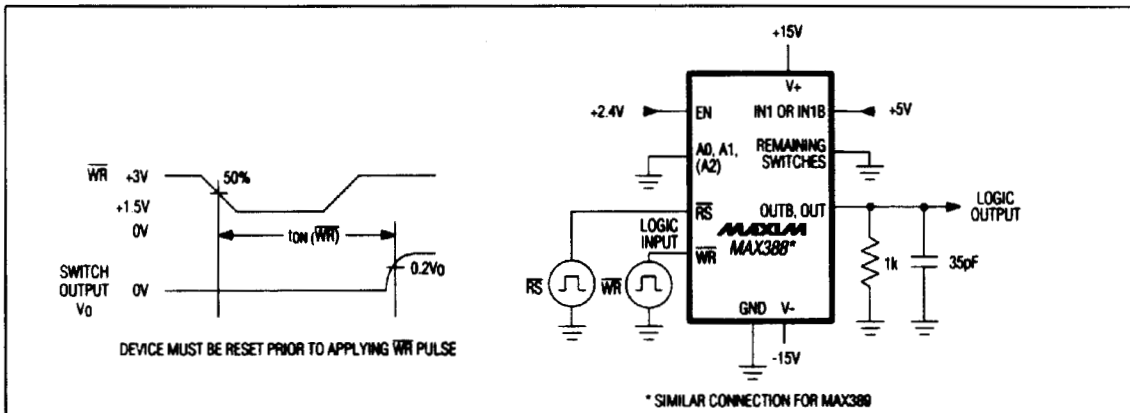 WR +3V
50%
+1.5V
0V
tON (WR)
SWITCH
OUTPUT 0V
VO
0.2VO
DEVICE MUST BE RESET PRIOR TO APPLYING WR PULSE
+15V
V+
+2.4V EN IN1 OR IN1B +5V
A0, A1,
(A2)
REMAINING
SWITCHES
RS OUTB, OUT LOGIC
OUTPUT
LOGIC
INPUT
MAXIM
MAX388*
WR
RS WR 1k 35pF
GND V-
-15V
* SIMILAR CONNECTION FOR MAX389